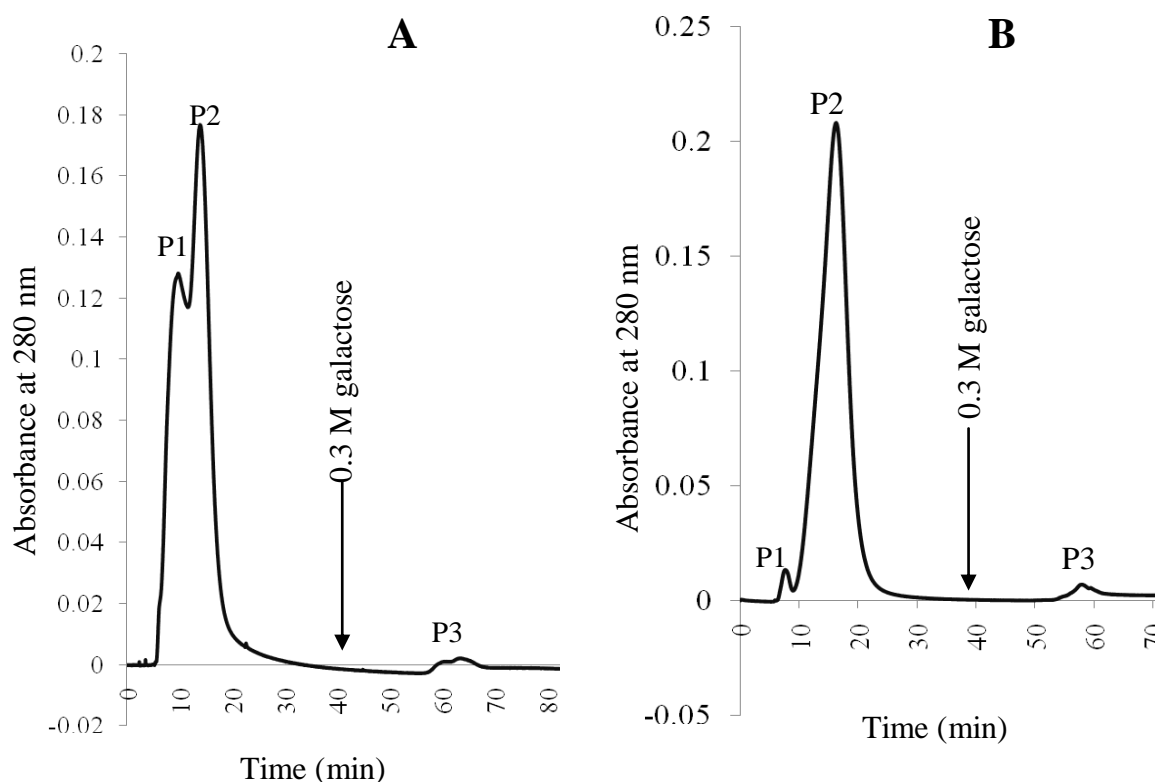 A
0.2
0.18
0.16
0.14
0.12
0.1
0.08
0.06
0.04
0.02
0
-0.02
Absorbance at 280 nm
P1
P2
P3
0.3 M galactose
0
10
20
30
40
50
60
70
80
Time (min)
B
0.25
0.2
0.15
0.1
0.05
0
-0.05
Absorbance at 280 nm
P1
P2
P3
0.3 M galactose
0
10
20
30
40
50
60
70
Time (min)